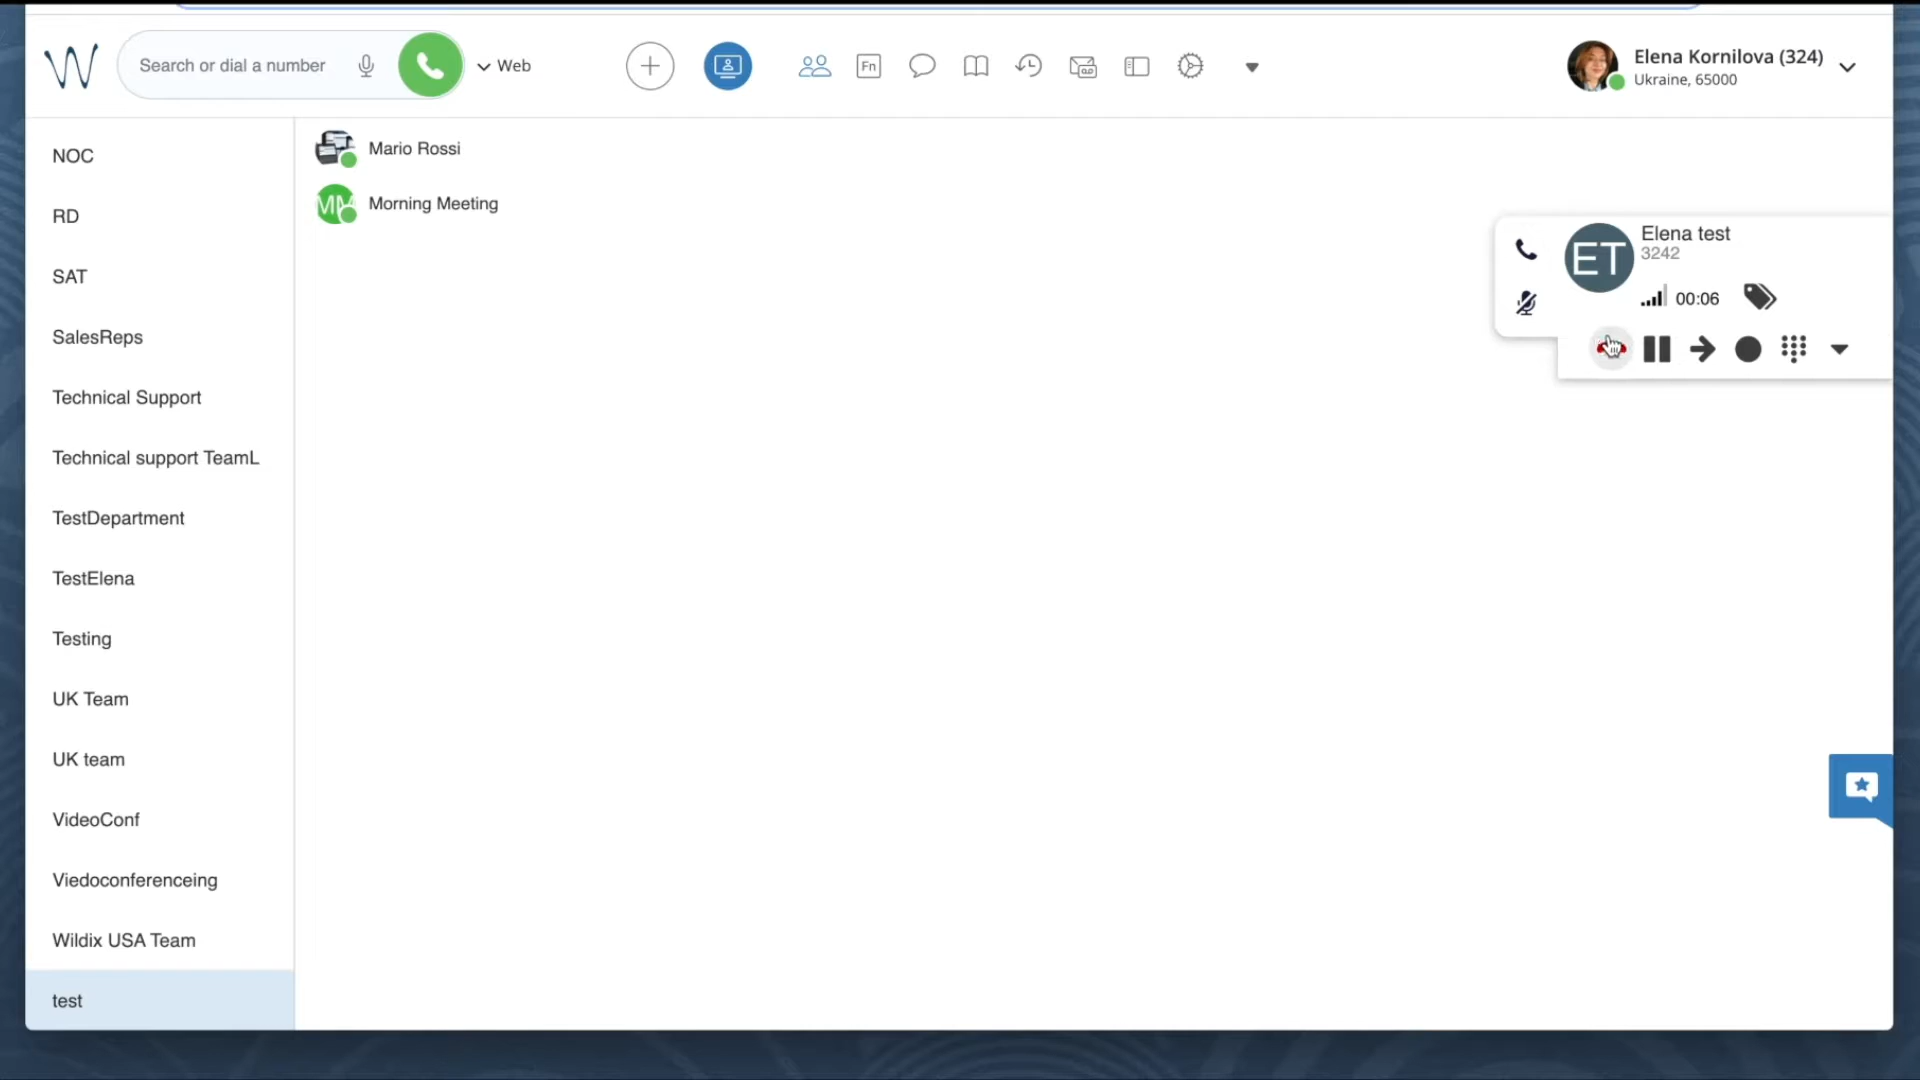 Search or dial a number
Web
Fn
Elena Kornilova (324)
Ukraine, 65000
NOC
RD
SAT
SalesReps
Technical Support
Technical support TeamL
TestDepartment
TestElena
Testing
UK Team
UK team
VideoConf
Viedoconferenceing
Wildix USA Team
test
Mario Rossi
MM
Morning Meeting
ET
Elena test
3242
00:06